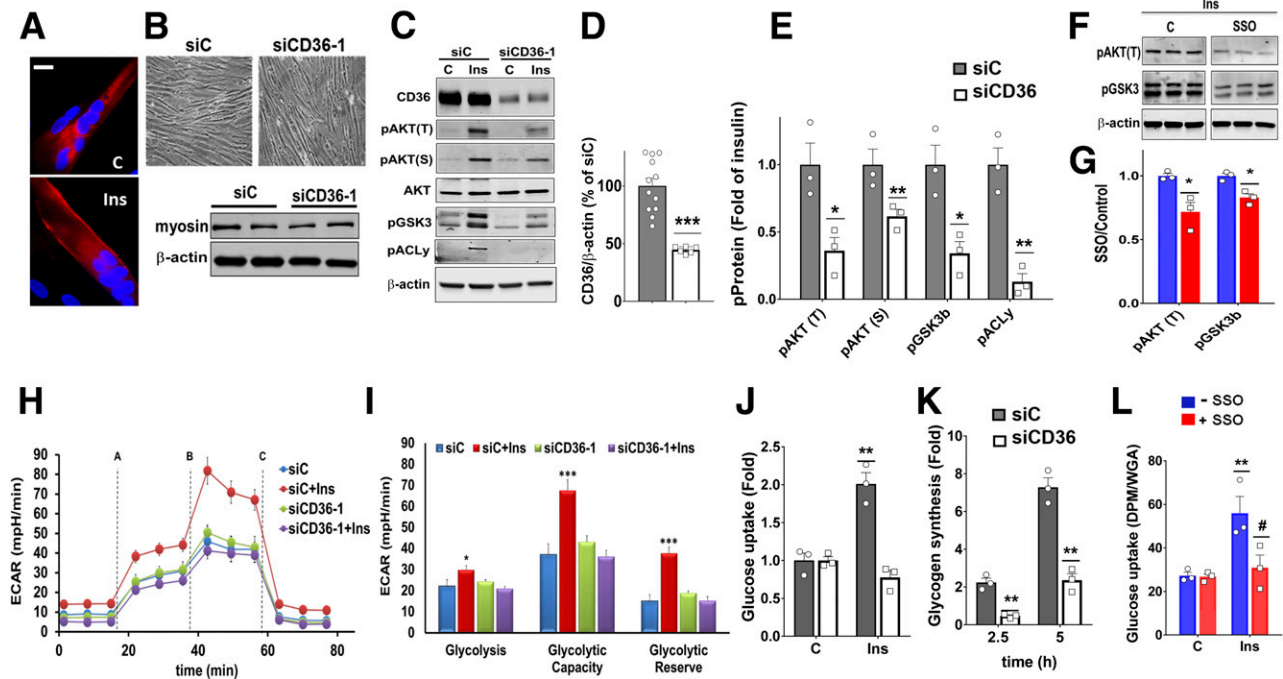 A
C
Ins
B
siC siCD36-1
siC siCD36-1
myosin
β-actin
C
siC siCD36-1
C Ins C Ins
CD36
pAKT(T)
pAKT(S)
AKT
pGSK3
pACLy
β-actin
D
CD36/β-actin (% of siC)
100
50
0
***
E
siC
siCD36
pProtein (Fold of insulin)
1.0
0.5
0.0
* ** * **
pAKT (T) pAKT (S) pGSK3b pACLy
F
Ins
C SSO
pAKT(T)
pGSK3
β-actin
G
SSO/Control
1.0
0.5
0.0
* *
pAKT (T) pGSK3b
H
ECAR (mpH/min)
90
80
70
60
50
40
30
20
10
0
A B C
siC
siC+Ins
siCD36-1
siCD36-1+Ins
0 20 40 60 80 100
time (min)
I
ECAR (mpH/min)
90
80
70
60
50
40
30
20
10
0
siC siC+Ins siCD36-1 siCD36-1+Ins
* *** ***
Glycolysis Glycolytic Capacity Glycolytic Reserve
J
Glucose uptake (Fold)
2.5
2.0
1.5
1.0
0.5
0.0
**
C Ins
K
siC
siCD36
Glycogen synthesis (Fold)
10
8
6
4
2
0
** **
2.5 5
time (h)
L
- SSO
+ SSO
Glucose uptake (DPM/WGA)
80
60
40
20
0
** #
C Ins